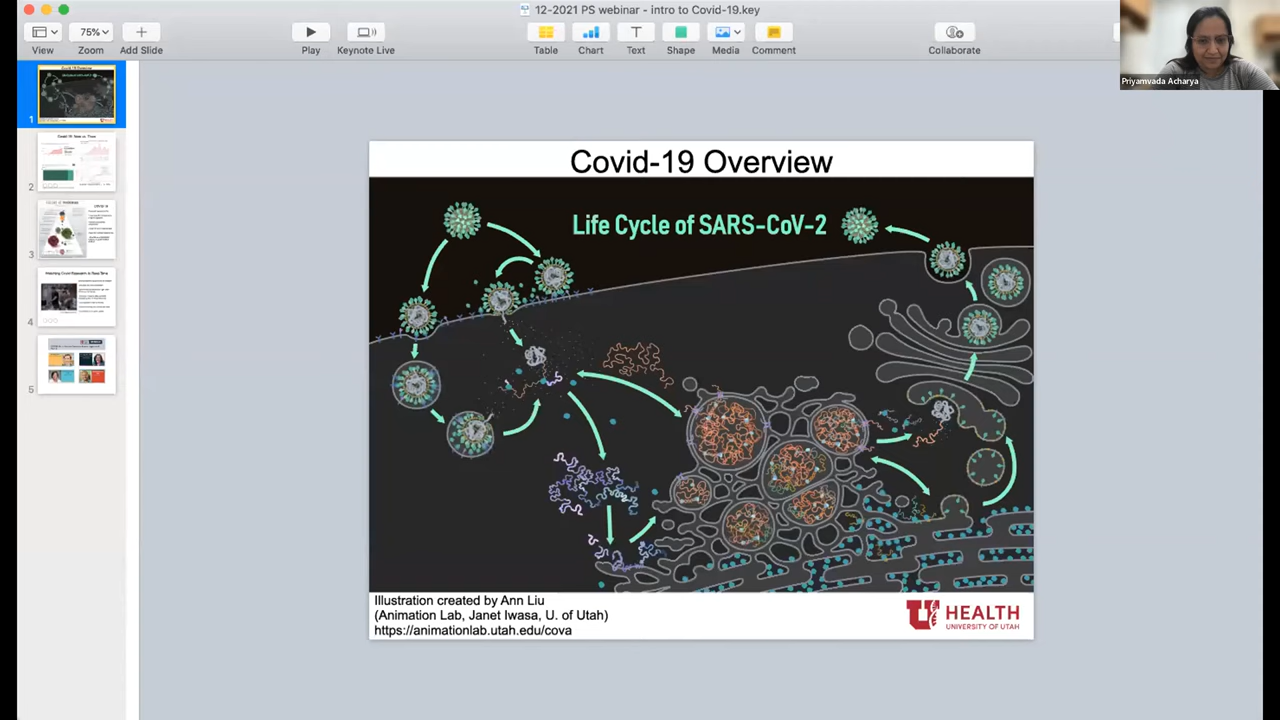 12-2021 PS webinar - intro to Covid-19.key
75%
View
Zoom
Add Slide
Play
Keynote Live
Table
Chart
Text
Shape
Media
Comment
Collaborate
Priyamvada Acharya
1
2
3
4
5
Covid-19 Overview
Life Cycle of SARS-CoV-2
Illustration created by Ann Liu
(Animation Lab, Janet Iwasa, U. of Utah)
https://animationlab.utah.edu/cova
U HEALTH
UNIVERSITY OF UTAH